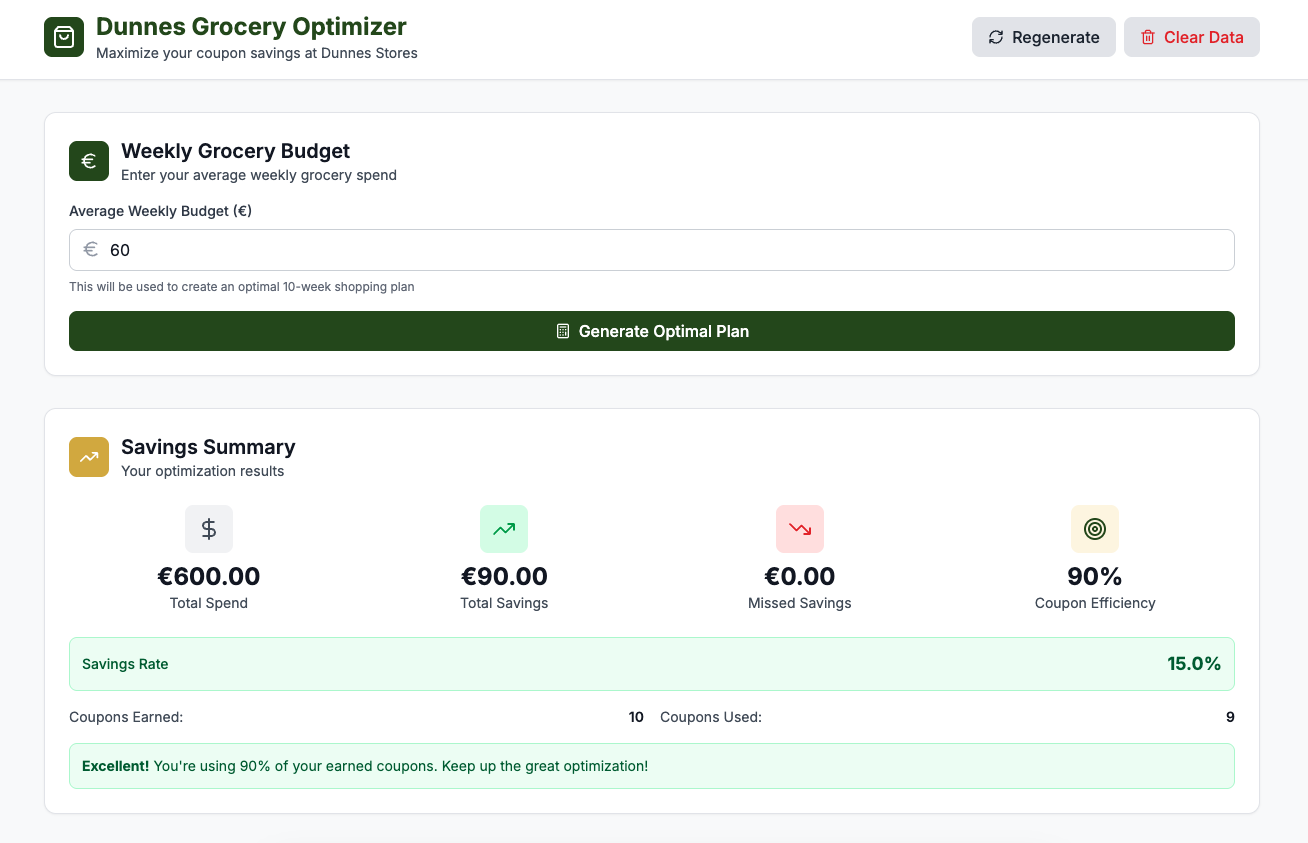 Dunnes Grocery Optimizer
Maximize your coupon savings at Dunnes Stores
Regenerate
Clear Data
Weekly Grocery Budget
Enter your average weekly grocery spend
Average Weekly Budget (€)
€ 60
This will be used to create an optimal 10-week shopping plan
Generate Optimal Plan
Savings Summary
Your optimization results
€600.00
Total Spend
€90.00
Total Savings
€0.00
Missed Savings
90%
Coupon Efficiency
Savings Rate 15.0%
Coupons Earned: 10
Coupons Used: 9
Excellent! You're using 90% of your earned coupons. Keep up the great optimization!